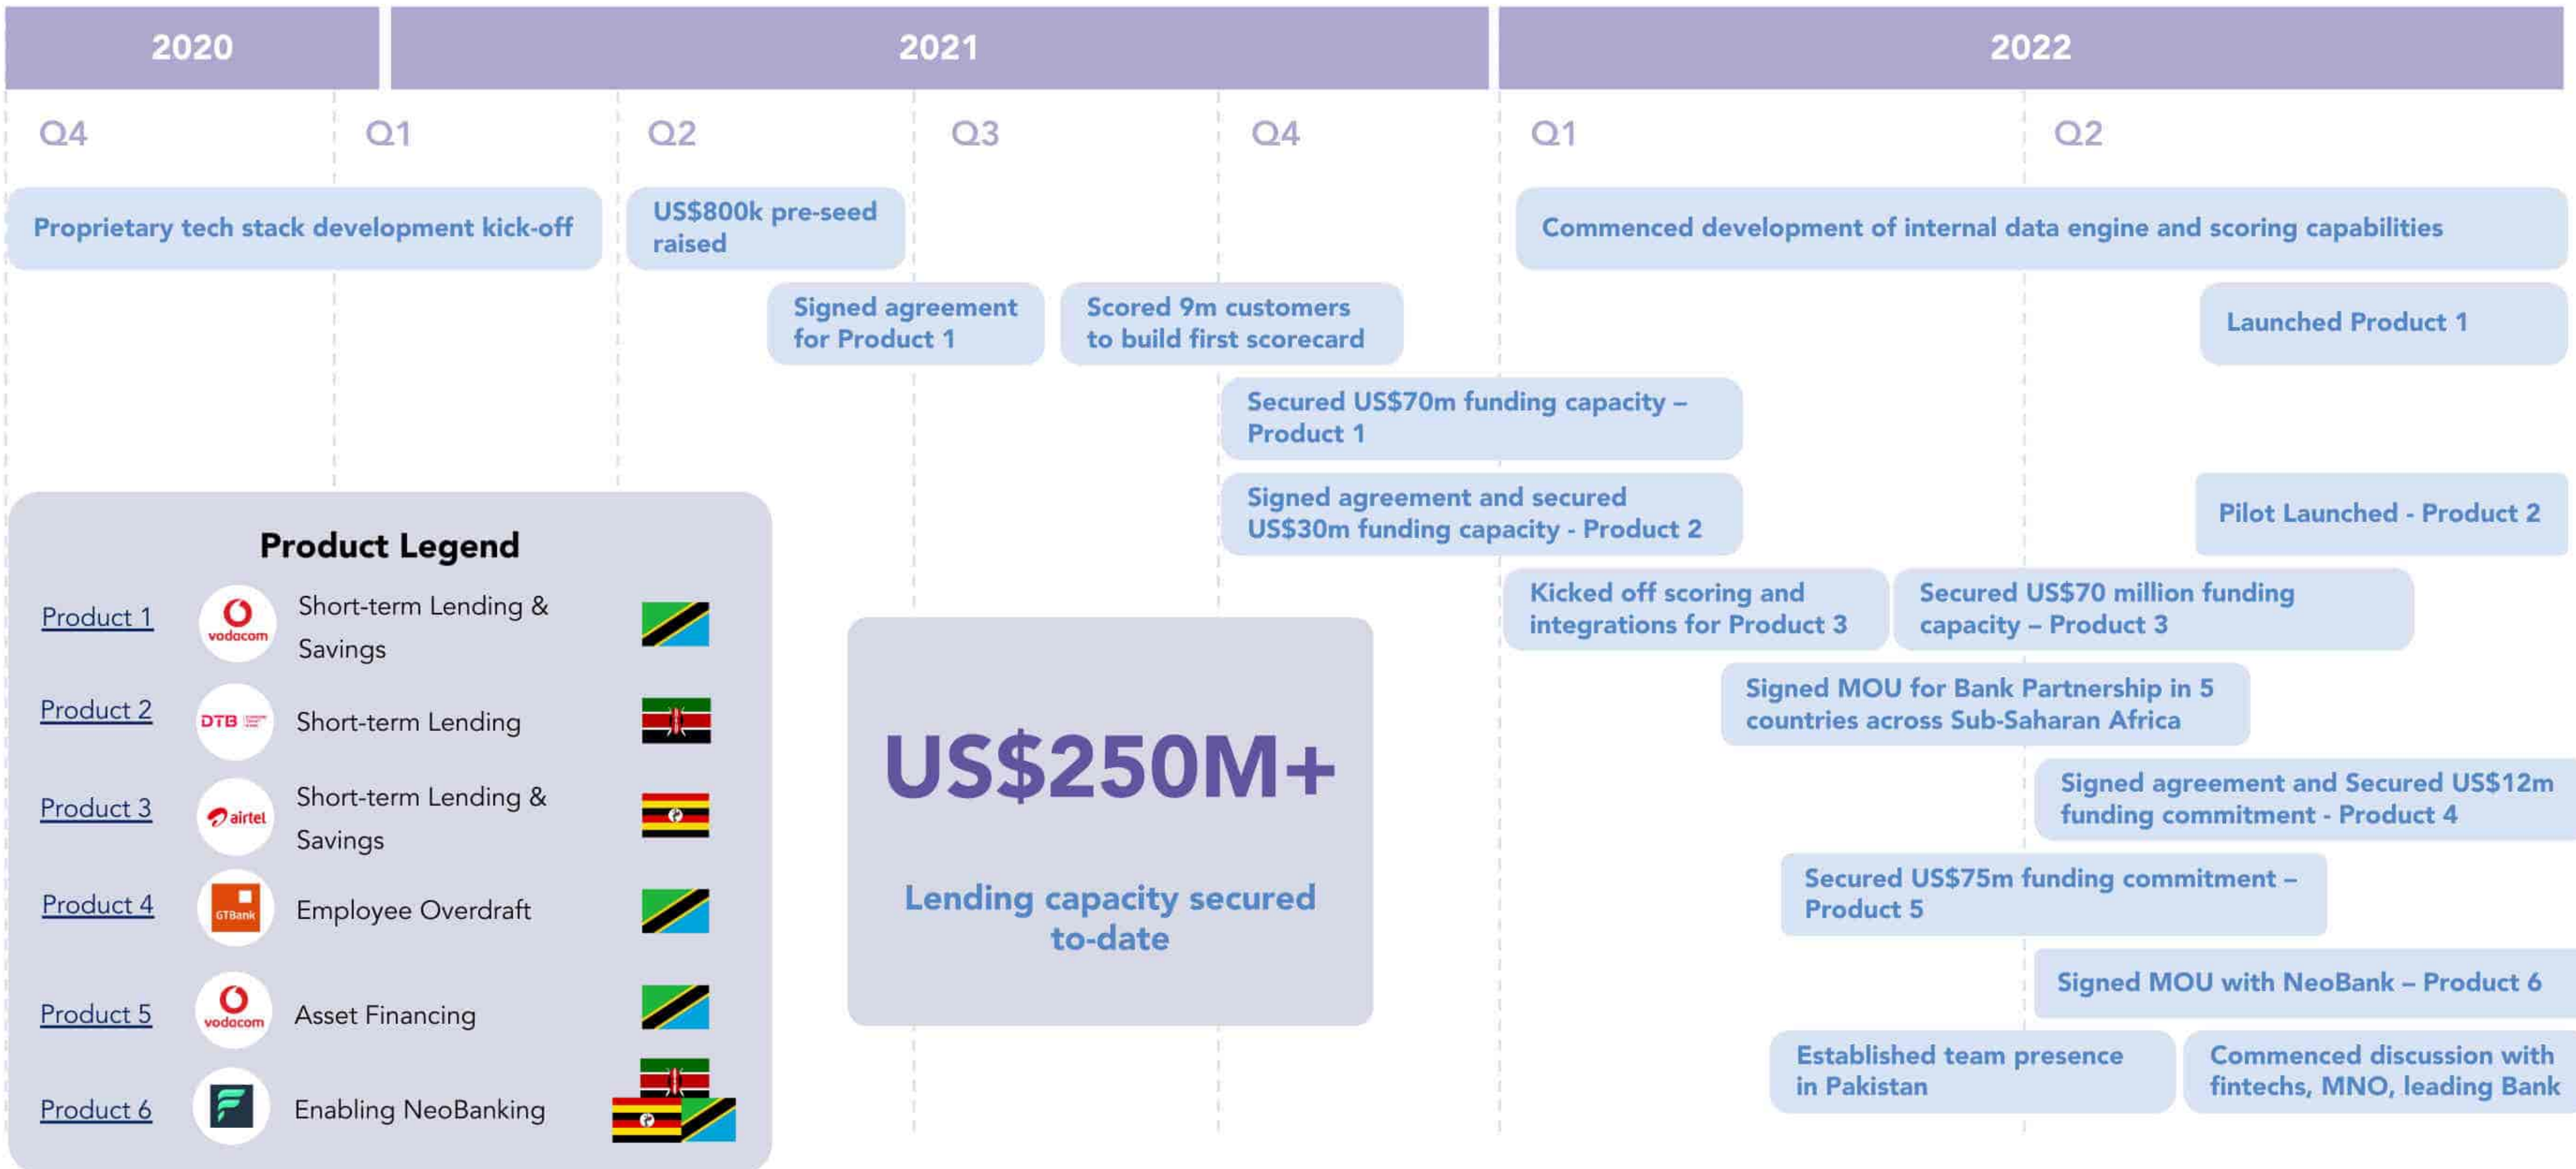 2020
2021
2022
Q4
Q1
Q2
Q3
Q4
Q1
Q2
Proprietary tech stack development kick-off
US$800k pre-seed
raised
Commenced development of internal data engine and scoring capabilities
Signed agreement
for Product 1
Scored 9m customers
to build first scorecard
Launched Product 1
Secured US$70m funding capacity –
Product 1
Signed agreement and secured
US$30m funding capacity - Product 2
Pilot Launched - Product 2
Kicked off scoring and
integrations for Product 3
Secured US$70 million funding
capacity – Product 3
Signed MOU for Bank Partnership in 5
countries across Sub-Saharan Africa
Signed agreement and Secured US$12m
funding commitment - Product 4
Secured US$75m funding commitment –
Product 5
Signed MOU with NeoBank – Product 6
Established team presence
in Pakistan
Commenced discussion with
fintechs, MNO, leading Bank
Product Legend
Product 1
vodacom
Short-term Lending &
Savings
Product 2
DTB
Short-term Lending
Product 3
airtel
Short-term Lending &
Savings
Product 4
GTBank
Employee Overdraft
Product 5
vodacom
Asset Financing
Product 6
Enabling NeoBanking
US$250M+
Lending capacity secured
to-date